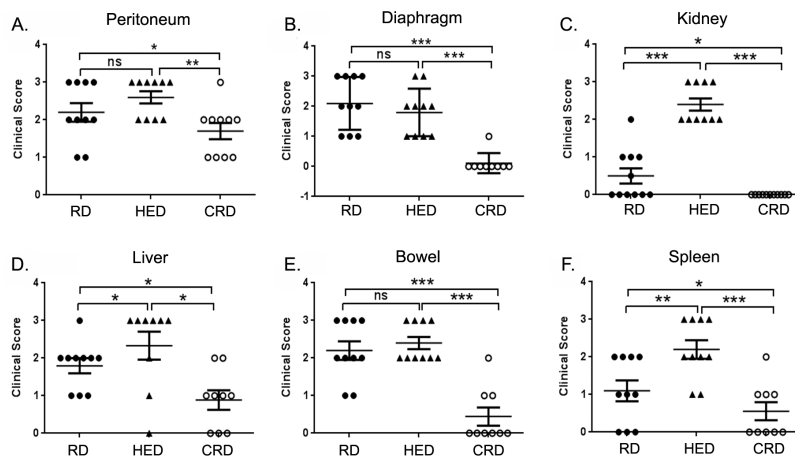 A. Peritoneum
*
ns **
Clinical Score
4
3
2
1
0
RD HED CRD
B. Diaphragm
***
ns ***
Clinical Score
4
3
2
1
0
-1
RD HED CRD
C. Kidney
*
*** ***
Clinical Score
4
3
2
1
0
RD HED CRD
D. Liver
*
* *
Clinical Score
4
3
2
1
0
RD HED CRD
E. Bowel
***
ns ***
Clinical Score
4
3
2
1
0
RD HED CRD
F. Spleen
*
** ***
Clinical Score
4
3
2
1
0
RD HED CRD